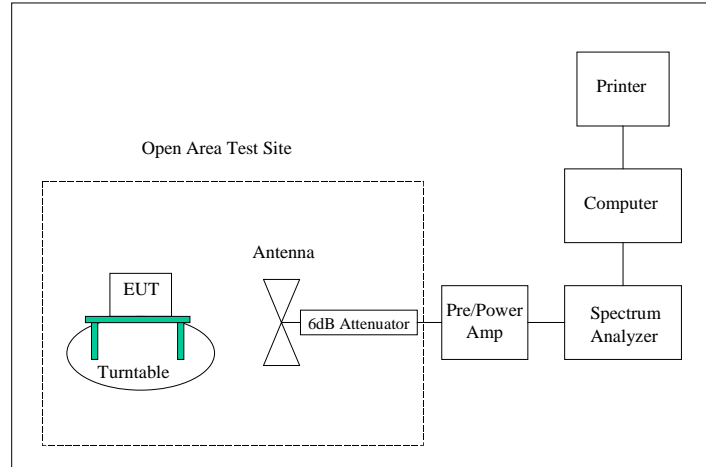 Printer
Open Area Test Site
Computer
Antenna
EUT
6dB Attenuator
Pre/Power
Amp
Spectrum
Analyzer
Turntable